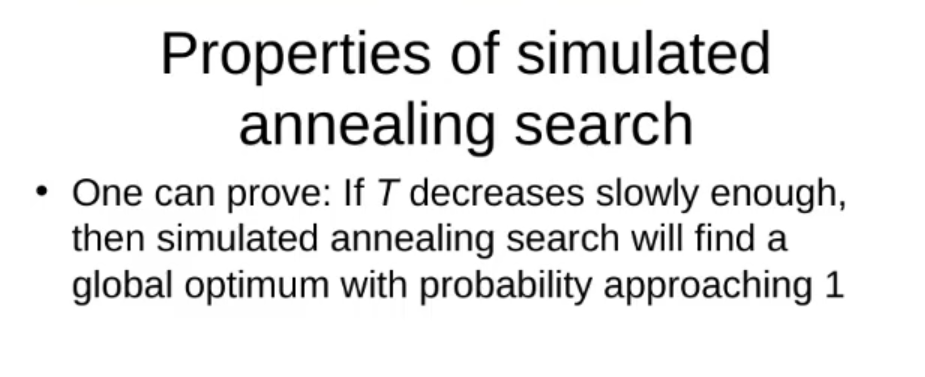 Properties of simulated
annealing search
• One can prove: If T decreases slowly enough,
then simulated annealing search will find a
global optimum with probability approaching 1